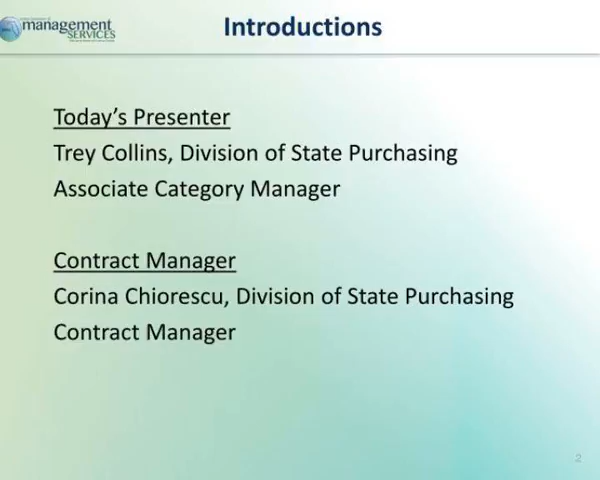 management
SERVICES
Introductions
Today's Presenter
Trey Collins, Division of State Purchasing
Associate Category Manager
Contract Manager
Corina Chiorescu, Division of State Purchasing
Contract Manager
2